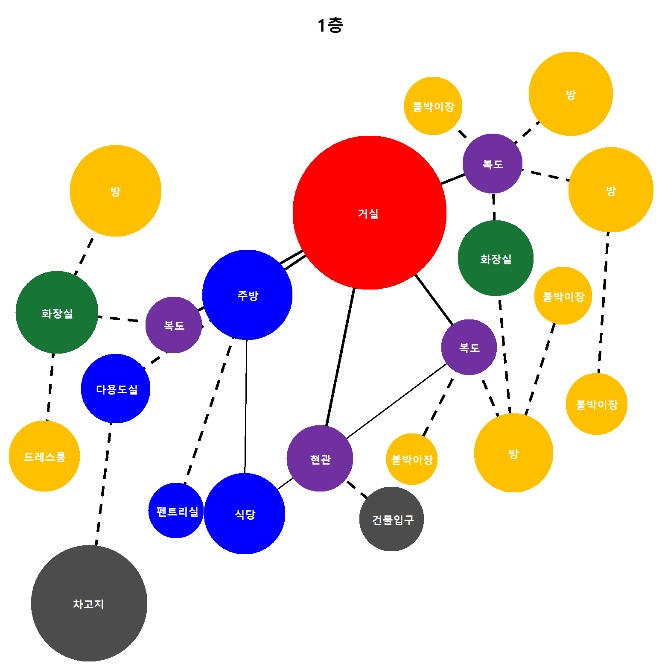 1층
방
붙박이장
복도
방
방
거실
화장실
주방
붙박이장
화장실
복도
복도
다용도실
붙박이장
드레스룸
현관
붙박이장
방
팬트리실
식당
건물입구
차고지